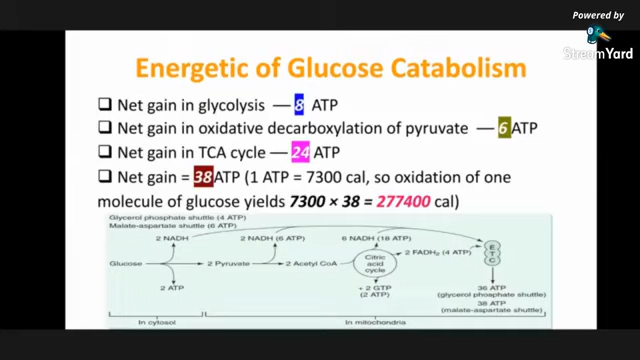 Powered by
StreamYard
Energetic of Glucose Catabolism
❑ Net gain in glycolysis — 8 ATP
❑ Net gain in oxidative decarboxylation of pyruvate — 6 ATP
❑ Net gain in TCA cycle — 24 ATP
❑ Net gain = 38 ATP (1 ATP = 7300 cal, so oxidation of one
molecule of glucose yields 7300 × 38 = 277400 cal)
Glycerol phosphate shuttle (4 ATP)
Malate-aspartate shuttle (6 ATP)
2 NADH
2 NADH (6 ATP)
6 NADH (18 ATP)
2 FADH₂ (4 ATP)
E
T
C
Glucose
2 Pyruvate
2 Acetyl CoA
Citric
acid
cycle
2 ATP
+ 2 GTP
(2 ATP)
36 ATP
(glycerol phosphate shuttle)
38 ATP
(malate-aspartate shuttle)
In cytosol
In mitochondria